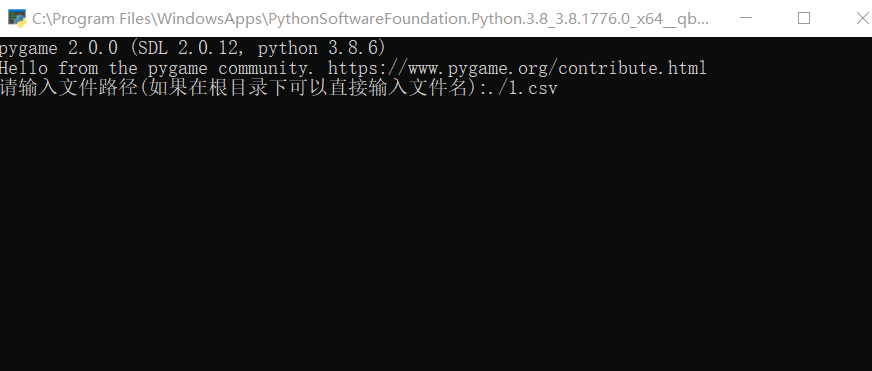 C:\Program Files\WindowsApps\PythonSoftwareFoundation.Python.3.8_3.8.1776.0_x64__qb...
pygame 2.0.0 (SDL 2.0.12, python 3.8.6)
Hello from the pygame community. https://www.pygame.org/contribute.html
请输入文件路径(如果在根目录下可以直接输入文件名):./1.csv